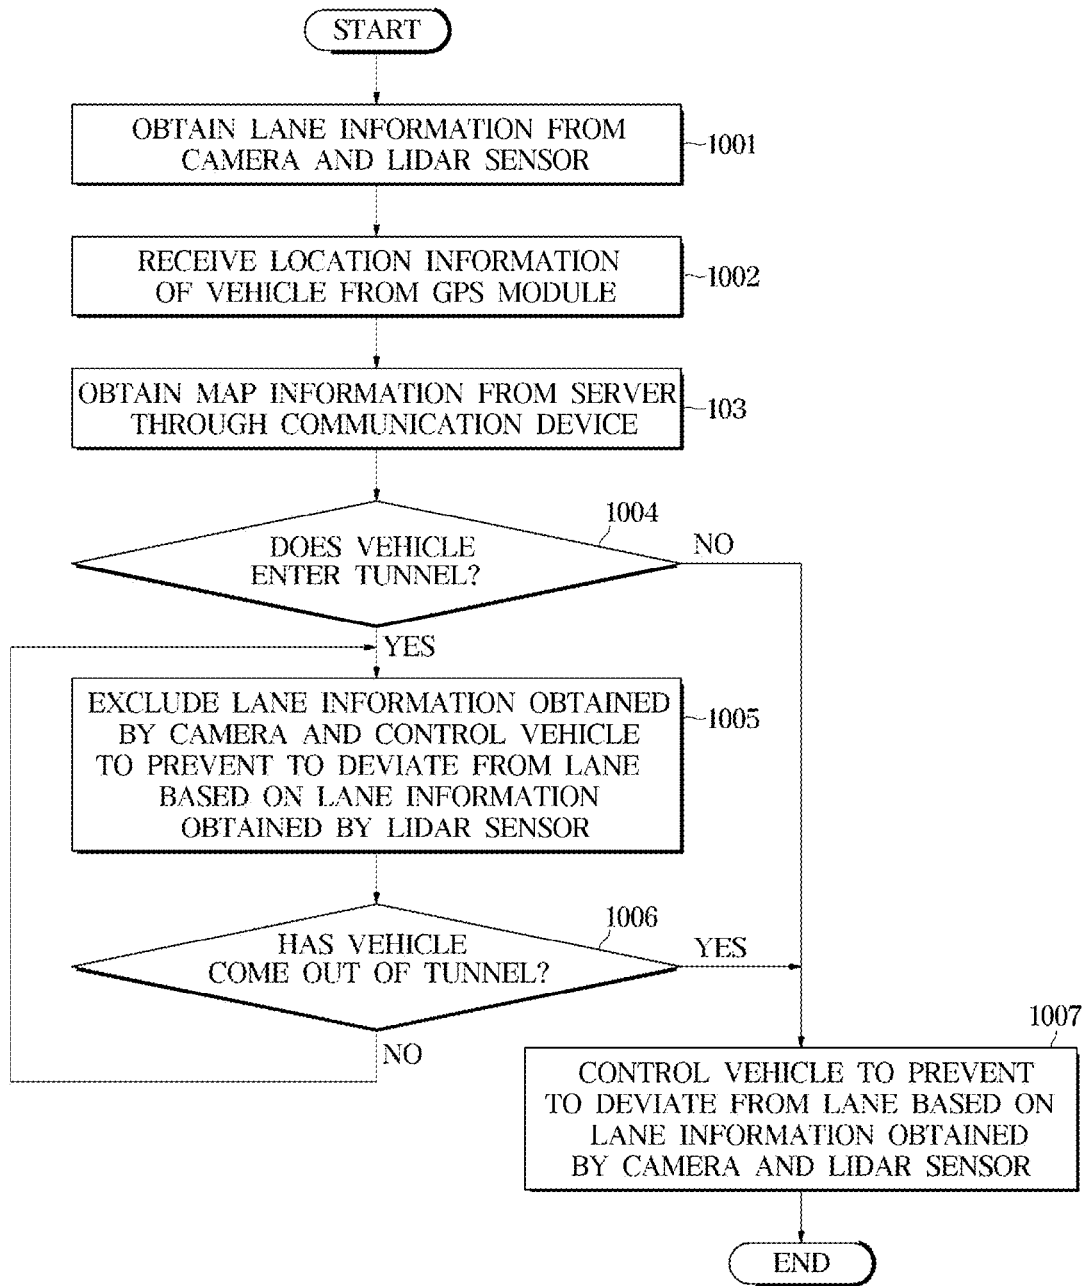 START
OBTAIN LANE INFORMATION FROM
CAMERA AND LIDAR SENSOR
1001
RECEIVE LOCATION INFORMATION
OF VEHICLE FROM GPS MODULE
1002
OBTAIN MAP INFORMATION FROM SERVER
THROUGH COMMUNICATION DEVICE
103
1004
DOES VEHICLE
ENTER TUNNEL?
NO
YES
EXCLUDE LANE INFORMATION OBTAINED
BY CAMERA AND CONTROL VEHICLE
TO PREVENT TO DEVIATE FROM LANE
BASED ON LANE INFORMATION
OBTAINED BY LIDAR SENSOR
1005
1006
HAS VEHICLE
COME OUT OF TUNNEL?
YES
NO
1007
CONTROL VEHICLE TO PREVENT
TO DEVIATE FROM LANE BASED ON
LANE INFORMATION OBTAINED
BY CAMERA AND LIDAR SENSOR
END